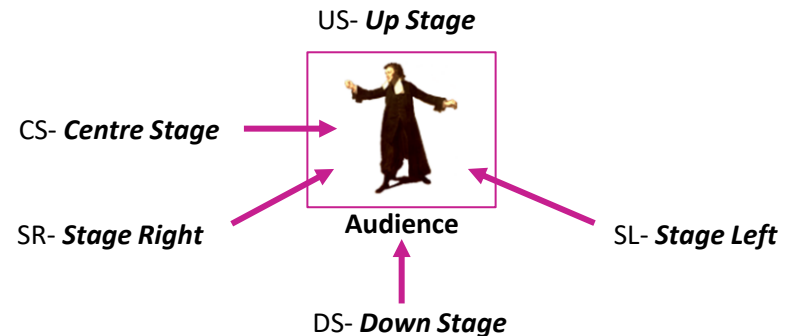 US- Up Stage
CS- Centre Stage
SR- Stage Right
Audience
SL- Stage Left
DS- Down Stage